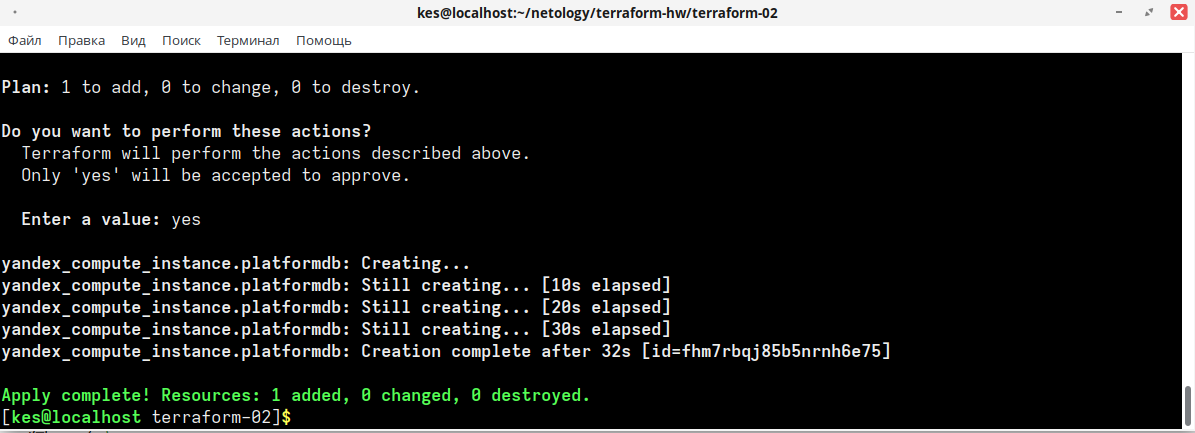 kes@localhost:~/netology/terraform-hw/terraform-02
Файл Правка Вид Поиск Терминал Помощь
Plan: 1 to add, 0 to change, 0 to destroy.
Do you want to perform these actions?
Terraform will perform the actions described above.
Only 'yes' will be accepted to approve.
Enter a value: yes
yandex_compute_instance.platformdb: Creating...
yandex_compute_instance.platformdb: Still creating... [10s elapsed]
yandex_compute_instance.platformdb: Still creating... [20s elapsed]
yandex_compute_instance.platformdb: Still creating... [30s elapsed]
yandex_compute_instance.platformdb: Creation complete after 32s [id=fhm7rbqj85b5nrnh6e75]
Apply complete! Resources: 1 added, 0 changed, 0 destroyed.
[kes@localhost terraform-02]$